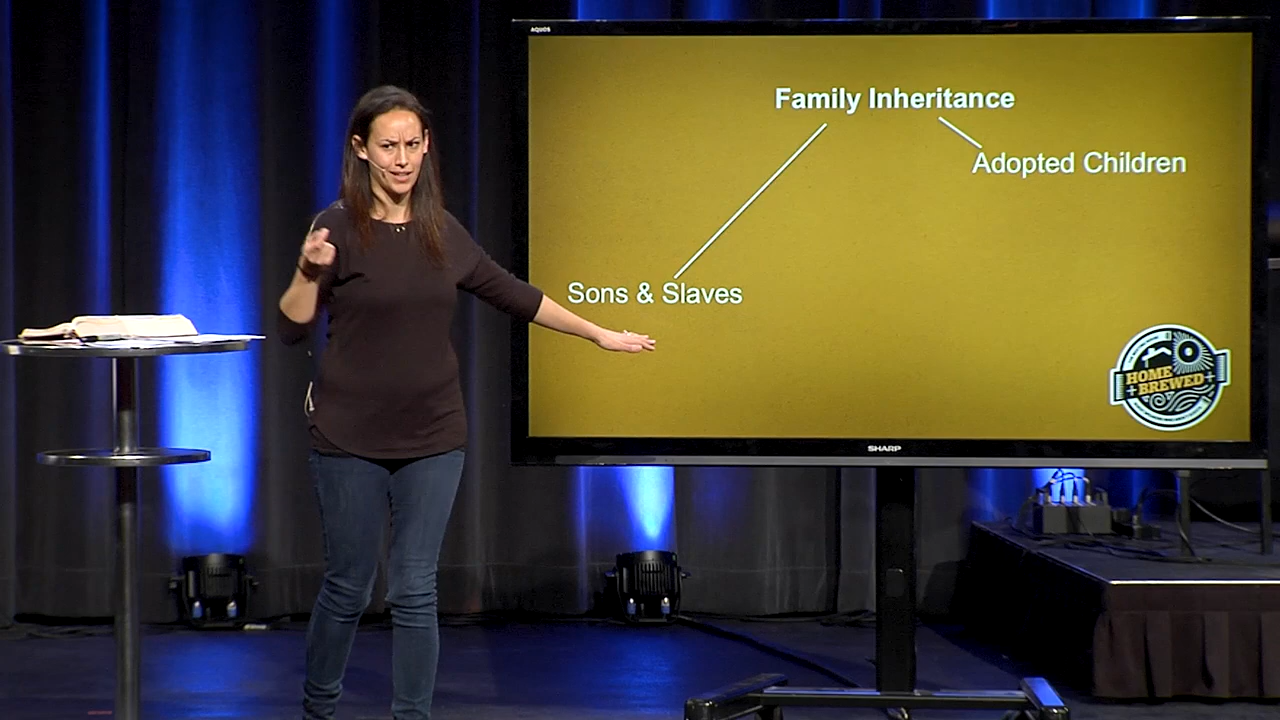 AQUOS
Family Inheritance
Adopted Children
Sons & Slaves
HOME
BREWED
SHARP